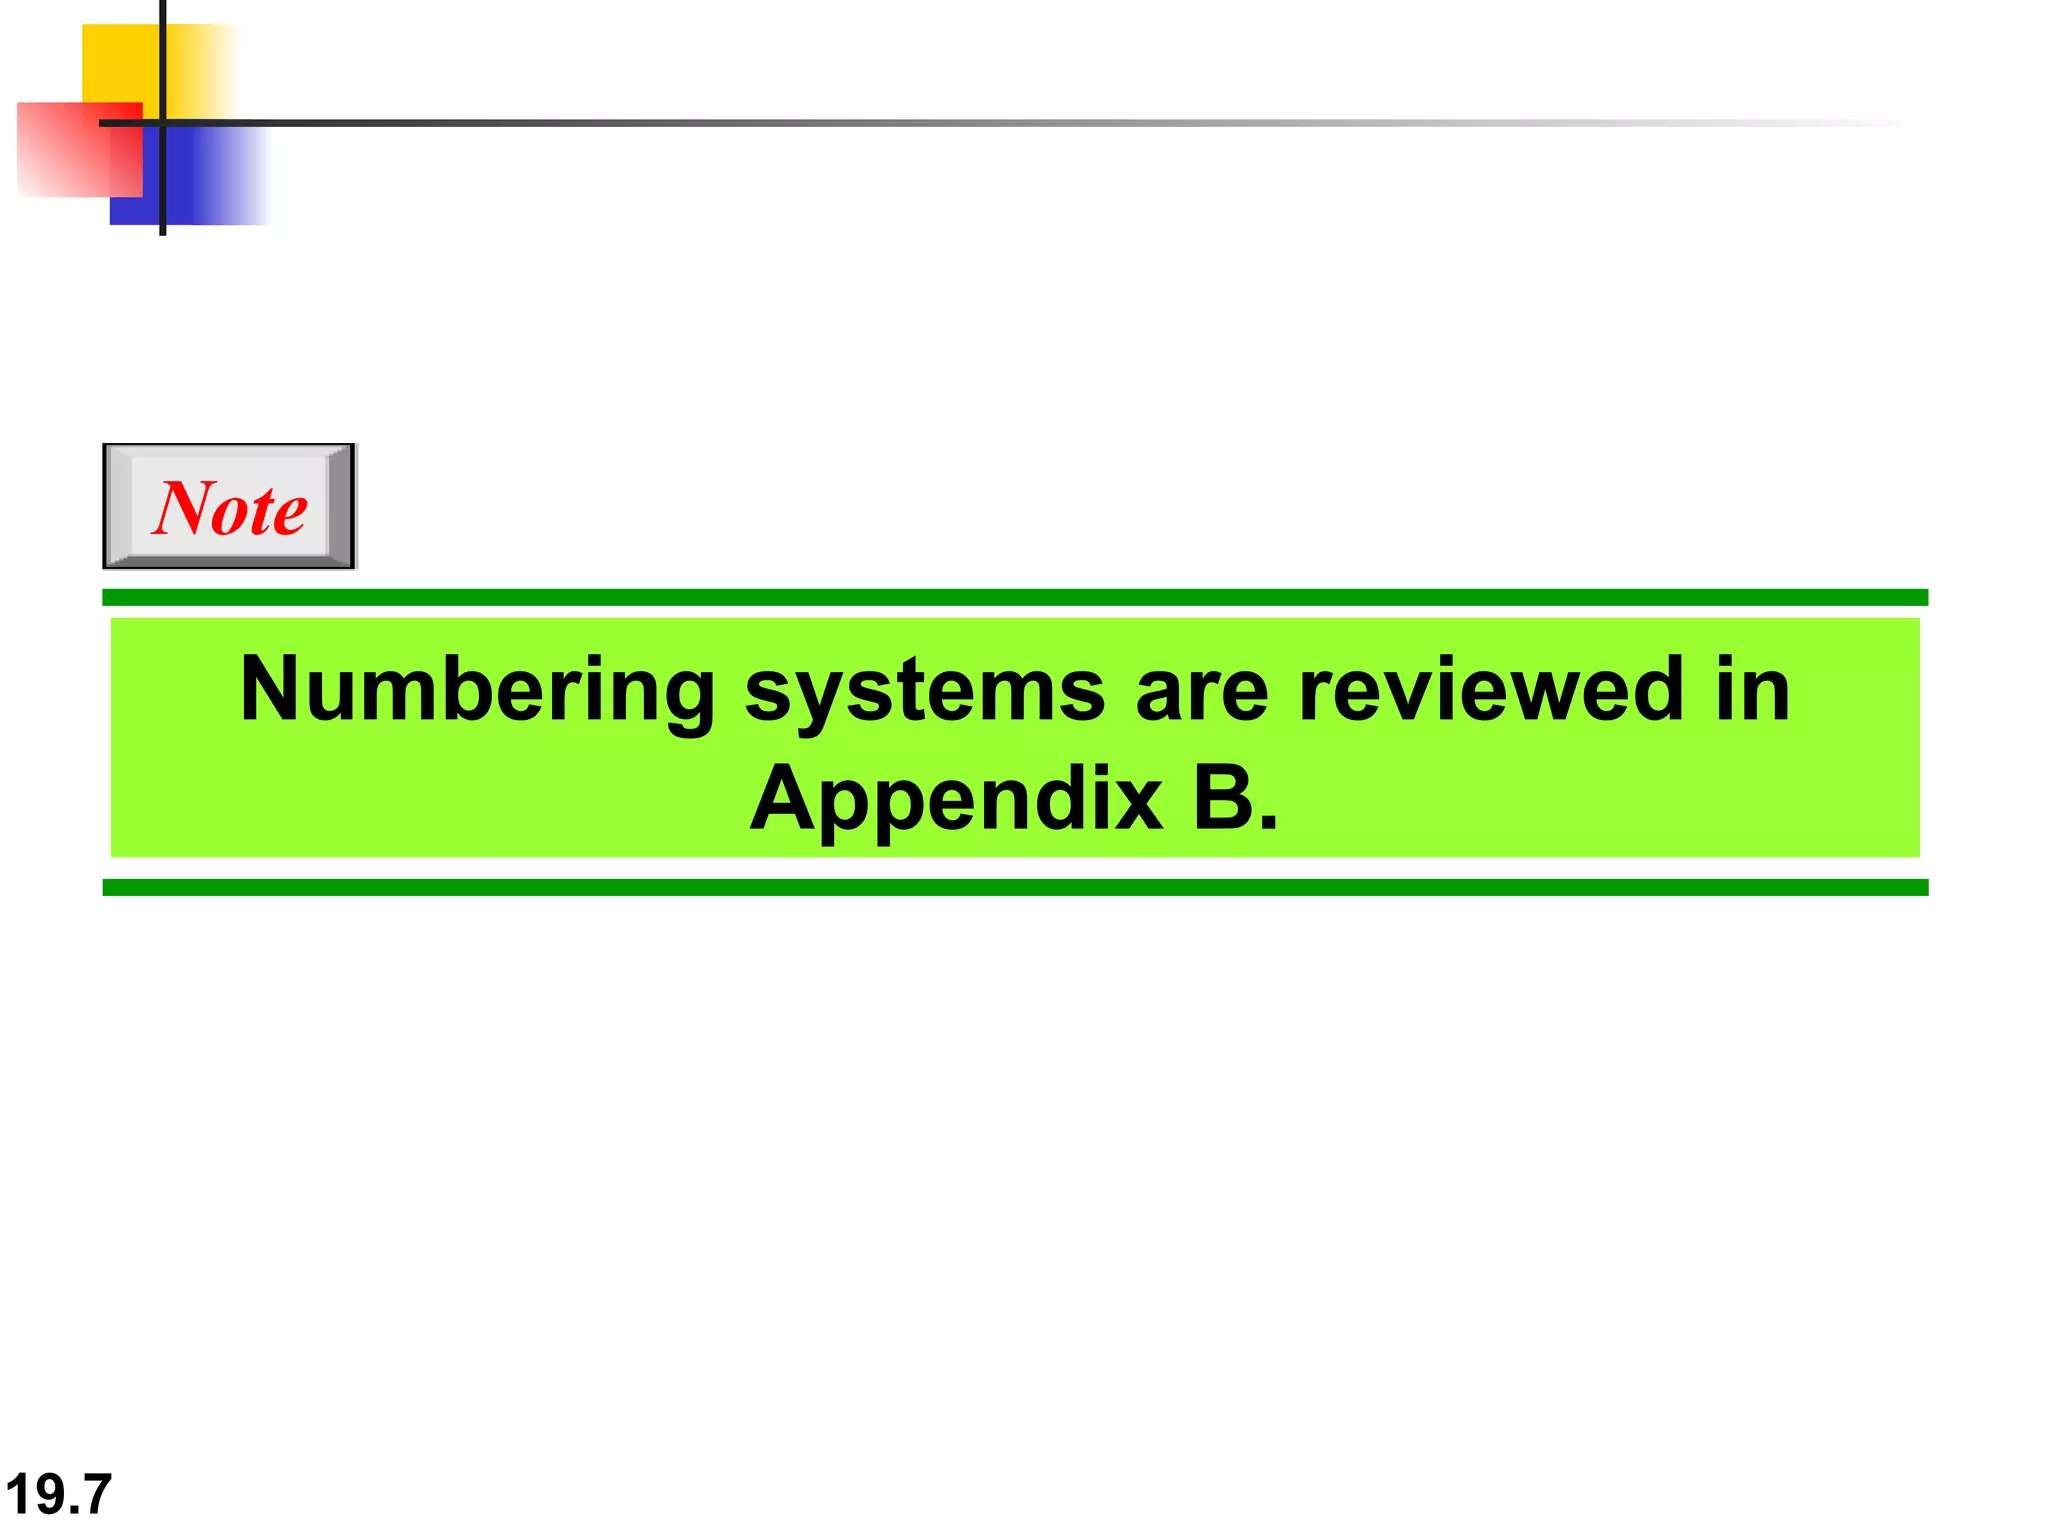 Note
Numbering systems are reviewed in
Appendix B.
19.7